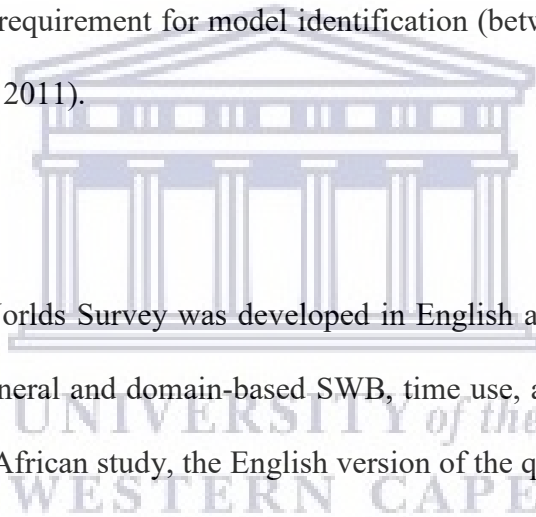 requirement for model identification (betw
2011).
orlds Survey was developed in English a
neral and domain-based SWB, time use, a
UNIVERSITY of the
African study, the English version of the q
WESTERN CAPE